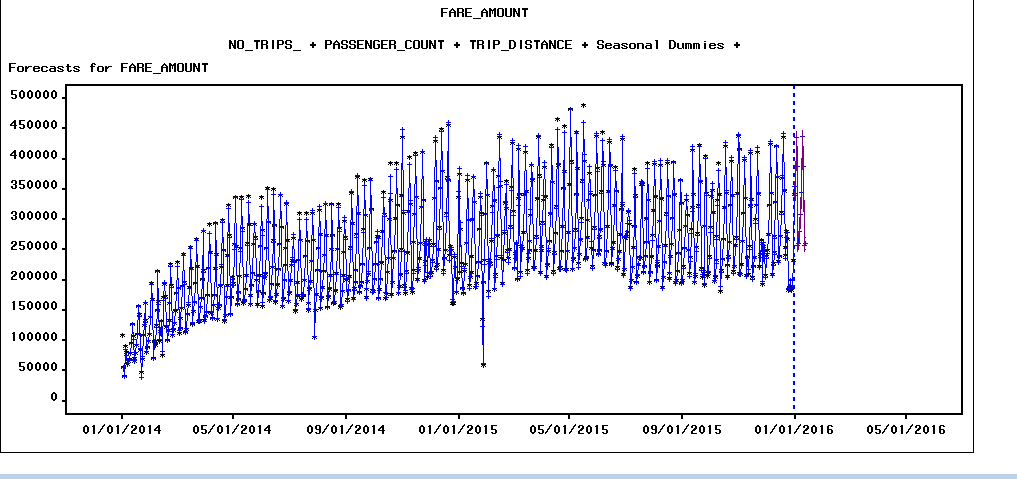 FARE_AMOUNT
NO_TRIPS_ + PASSENGER_COUNT + TRIP_DISTANCE + Seasonal Dummies +
Forecasts for FARE_AMOUNT
500000
450000
400000
350000
300000
250000
200000
150000
100000
50000
0
01/01/2014 05/01/2014 09/01/2014 01/01/2015 05/01/2015 09/01/2015 01/01/2016 05/01/2016